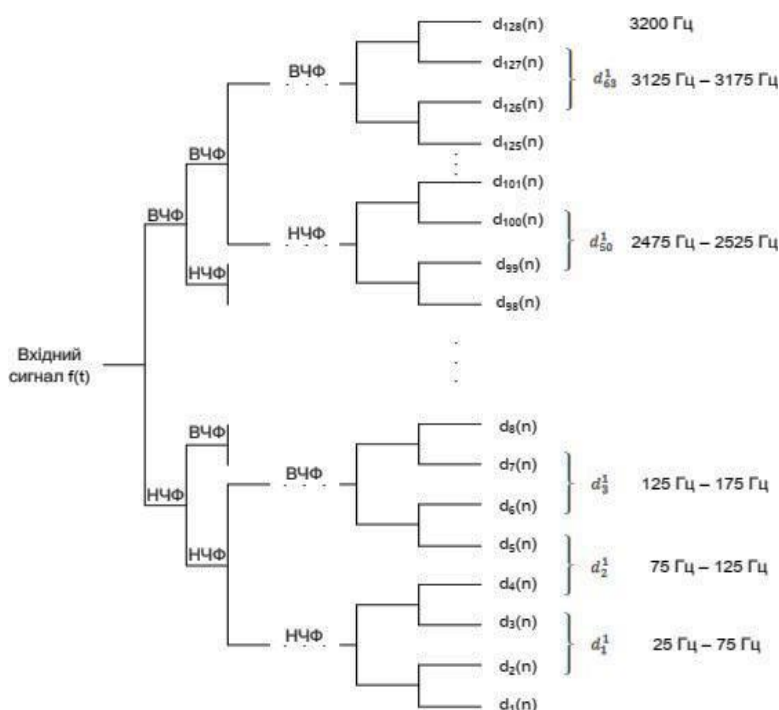 d₁₂₈(n) 3200 Гц
ВЧФ d₁₂₇(n)
d¹₆₃ 3125 Гц – 3175 Гц
d₁₂₆(n)
ВЧФ d₁₂₅(n)
d₁₀₁(n)
ВЧФ
НЧФ d₁₀₀(n)
d¹₅₀ 2475 Гц – 2525 Гц
НЧФ d₉₉(n)
d₉₈(n)
Вхідний
сигнал f(t)
ВЧФ d₈(n)
ВЧФ d₇(n)
d¹₃ 125 Гц – 175 Гц
НЧФ d₆(n)
d₅(n)
НЧФ d¹₂ 75 Гц – 125 Гц
d₄(n)
НЧФ d₃(n)
d¹₁ 25 Гц – 75 Гц
d₂(n)
d₁(n)